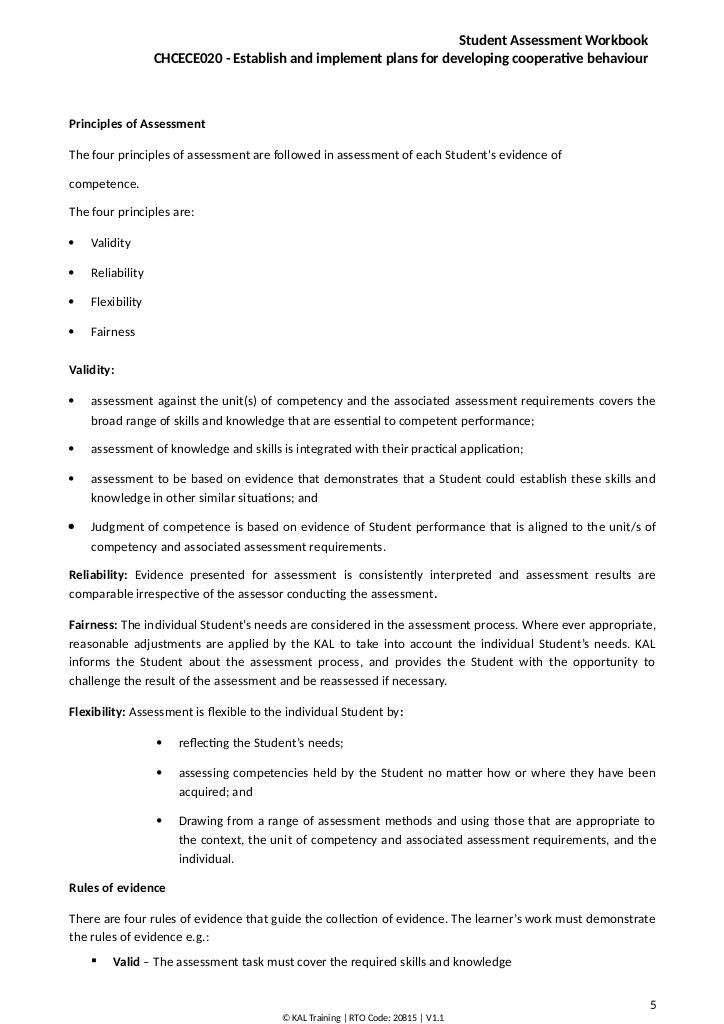 Student Assessment Workbook
CHCECE020 - Establish and implement plans for developing cooperative behaviour
Principles of Assessment
The four principles of assessment are followed in assessment of each Student's evidence of
competence.
The four principles are:
• Validity
• Reliability
• Flexibility
• Fairness
Validity:
• assessment against the unit(s) of competency and the associated assessment requirements covers the
broad range of skills and knowledge that are essential to competent performance;
• assessment of knowledge and skills is integrated with their practical application;
• assessment to be based on evidence that demonstrates that a Student could establish these skills and
knowledge in other similar situations; and
• Judgment of competence is based on evidence of Student performance that is aligned to the unit/s of
competency and associated assessment requirements.
Reliability: Evidence presented for assessment is consistently interpreted and assessment results are
comparable irrespective of the assessor conducting the assessment.
Fairness: The individual Student's needs are considered in the assessment process. Where ever appropriate,
reasonable adjustments are applied by the KAL to take into account the individual Student's needs. KAL
informs the Student about the assessment process, and provides the Student with the opportunity to
challenge the result of the assessment and be reassessed if necessary.
Flexibility: Assessment is flexible to the individual Student by:
• reflecting the Student's needs;
• assessing competencies held by the Student no matter how or where they have been
acquired; and
• Drawing from a range of assessment methods and using those that are appropriate to
the context, the unit of competency and associated assessment requirements, and the
individual.
Rules of evidence
There are four rules of evidence that guide the collection of evidence. The learner's work must demonstrate
the rules of evidence e.g.:
▪ Valid – The assessment task must cover the required skills and knowledge
5
© KAL Training | RTO Code: 20815 | V1.1